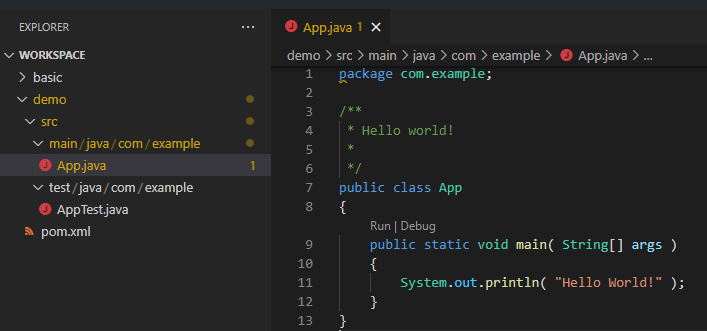 EXPLORER
WORKSPACE
basic
demo
src
main/java/com/example
App.java 1
test/java/com/example
AppTest.java
pom.xml
App.java 1
demo > src > main > java > com > example > App.java > ...
1 package com.example;
2
3 /**
4 * Hello world!
5 *
6 */
7 public class App
8 {
Run | Debug
9 public static void main( String[] args )
10 {
11 System.out.println( "Hello World!" );
12 }
13 }